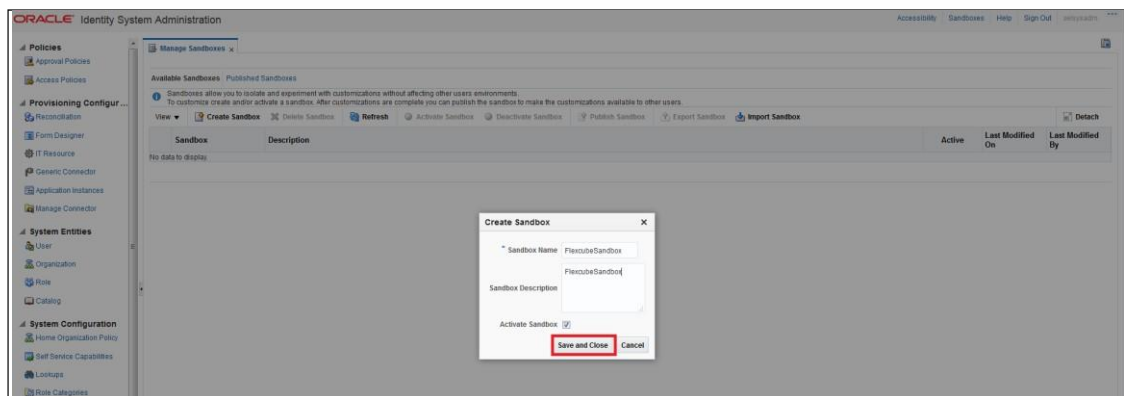 ORACLE Identity System Administration
Accessibility Sandboxes Help Sign Out xelsysadm
Policies
Approval Policies
Access Policies
Provisioning Configur...
Reconciliation
Form Designer
IT Resource
Generic Connector
Application Instances
Manage Connector
System Entities
User
Organization
Role
Catalog
System Configuration
Home Organization Policy
Self Service Capabilities
Lookups
Role Categories
Manage Sandboxes x
Available Sandboxes Published Sandboxes
Sandboxes allow you to isolate and experiment with customizations without affecting other users environments.
To customize create and/or activate a sandbox. After customizations are complete you can publish the sandbox to make the customizations available to other users.
View Create Sandbox Delete Sandbox Refresh Activate Sandbox Deactivate Sandbox Publish Sandbox Export Sandbox Import Sandbox Detach
Sandbox Description Active Last Modified On Last Modified By
No data to display.
Create Sandbox x
* Sandbox Name FlexcubeSandbox
Sandbox Description FlexcubeSandbox
Activate Sandbox
Save and Close Cancel